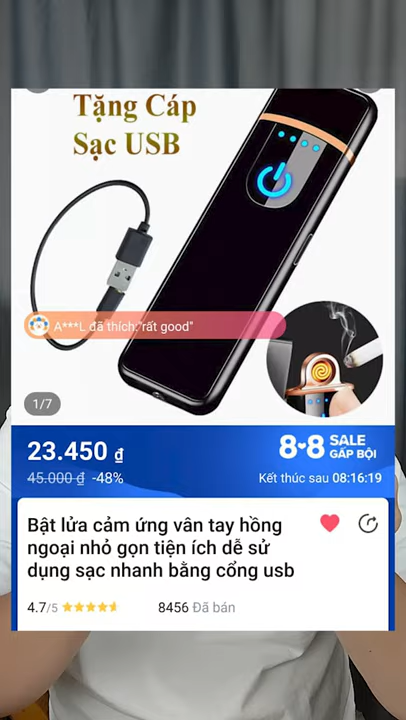 Tặng Cáp
Sạc USB
A***L đã thích:"rất good"
1/7
23.450 ₫
8.8 SALE GẤP BỘI
45.000 ₫ -48%
Kết thúc sau 08:16:19
Bật lửa cảm ứng vân tay hồng
ngoại nhỏ gọn tiện ích dễ sử
dụng sạc nhanh bằng cổng usb
4.7/5
8456 Đã bán